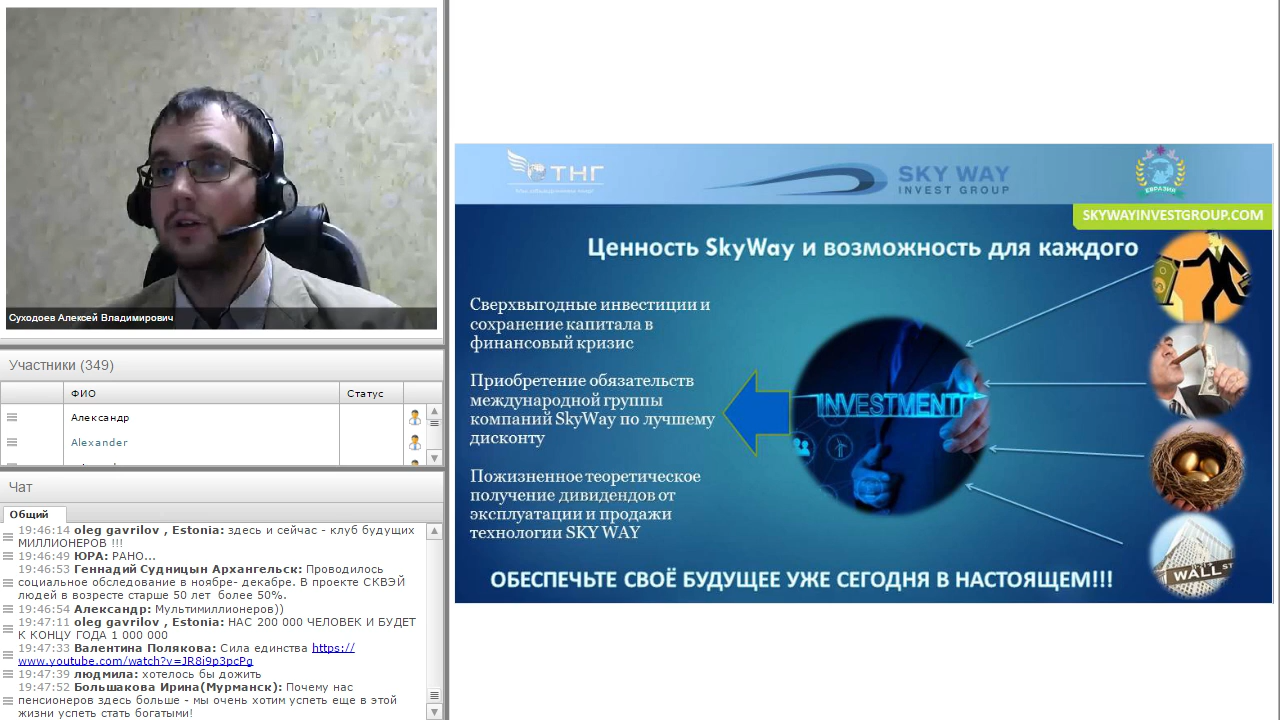 Суходоев Алексей Владимирович
Участники (349)
ФИО
Статус
Александр
Alexander
Чат
Общий
19:46:14 oleg gavrilov , Estonia: здесь и сейчас - клуб будущих
МИЛЛИОНЕРОВ !!!
19:46:49 ЮРА: РАНО...
19:46:53 Геннадий Судницын Архангельск: Проводилось
социальное обследование в ноябре- декабре. В проекте СКВЭЙ
людей в возресте старше 50 лет более 50%.
19:46:54 Александр: Мультимиллионеров))
19:47:11 oleg gavrilov , Estonia: НАС 200 000 ЧЕЛОВЕК И БУДЕТ
К КОНЦУ ГОДА 1 000 000
19:47:33 Валентина Полякова: Сила единства https://
www.youtube.com/watch?v=JR8i9p3pcPg
19:47:39 людмила: хотелось бы дожить
19:47:52 Большакова Ирина(Мурманск): Почему нас
пенсионеров здесь больше - мы очень хотим успеть еще в этой
жизни успеть стать богатыми!
ТНГ
SKY WAY
INVEST GROUP
ЕВРАЗИЯ
SKYWAYINVESTGROUP.COM
Ценность SkyWay и возможность для каждого
Сверхвыгодные инвестиции и
сохранение капитала в
финансовый кризис
Приобретение обязательств
международной группы
компаний SkyWay по лучшему
дисконту
Пожизненное теоретическое
получение дивидендов от
эксплуатации и продажи
технологии SKY WAY
INVESTMENT
WALL ST
ОБЕСПЕЧЬТЕ СВОЁ БУДУЩЕЕ УЖЕ СЕГОДНЯ В НАСТОЯЩЕМ!!!